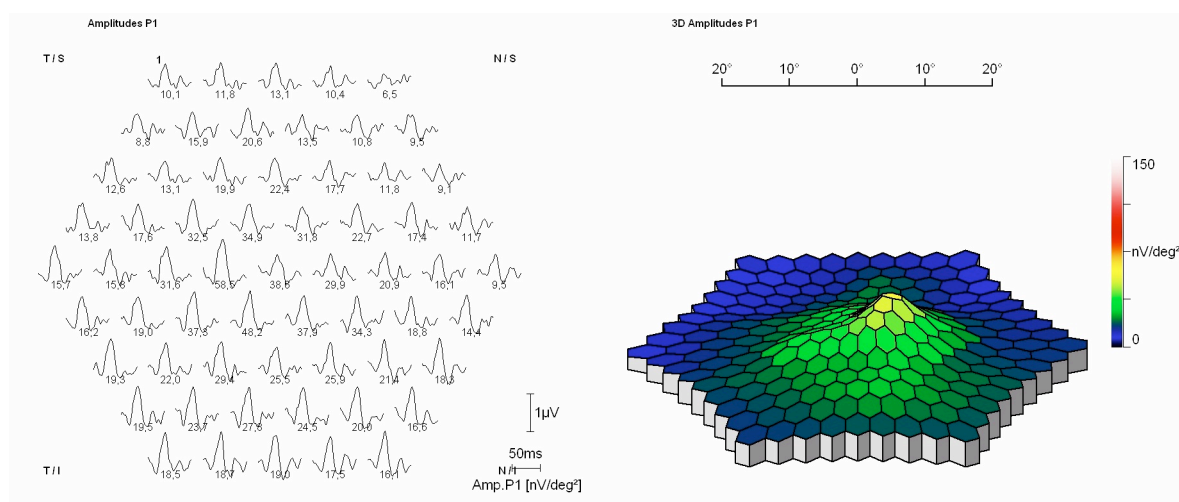 Amplitudes P1
3D Amplitudes P1
T / S
1
N / S
10,1 11,8 13,1 10,4 6,5
8,8 15,9 20,6 13,5 10,8 9,5
12,6 13,1 19,9 22,4 17,7 11,8 9,1
13,8 17,6 32,5 34,9 31,8 22,7 17,4 11,7
15,7 31,6 29,9 20,9 16,1 9,5
16,2 19,0 37,8 48,2 37,9 34,3 18,8 14,4
19,3 22,0 29,4 25,5 25,9 21,4 18,3
19,5 23,7 27,8 24,5 20,0 16,6
18,5 18,7 19,0 17,5 16,1
T / I
1µV
50ms
Amp.P1 [nV/deg²]
20° 10° 0° 10° 20°
150
nV/deg²
0